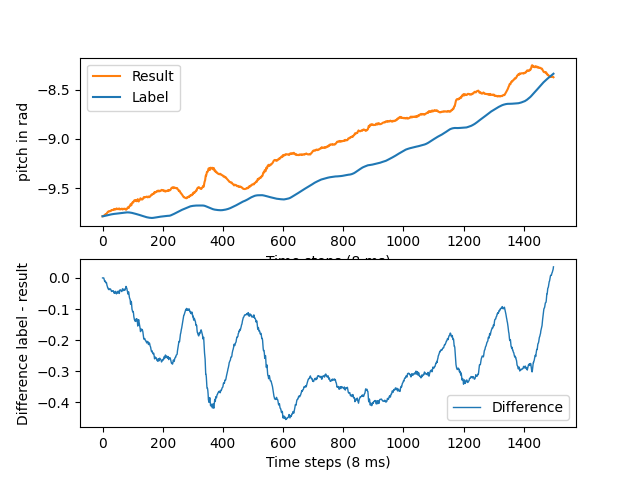 Result
Label
pitch in rad
−8.5
−9.0
−9.5
0 200 400 600 800 1000 1200 1400
Time steps (8 ms)
Difference label - result
0.0
−0.1
−0.2
−0.3
−0.4
Difference
0 200 400 600 800 1000 1200 1400
Time steps (8 ms)